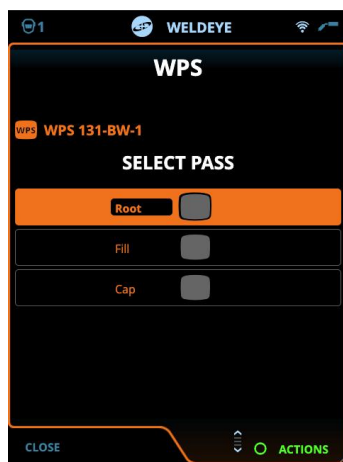 1 WELDEYE
WPS
WPS WPS 131-BW-1
SELECT PASS
Root
Fill
Cap
CLOSE ACTIONS